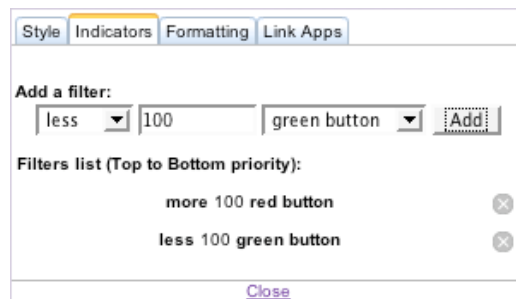 Style Indicators Formatting Link Apps
Add a filter:
less 100 green button Add
Filters list (Top to Bottom priority):
more 100 red button
less 100 green button
Close